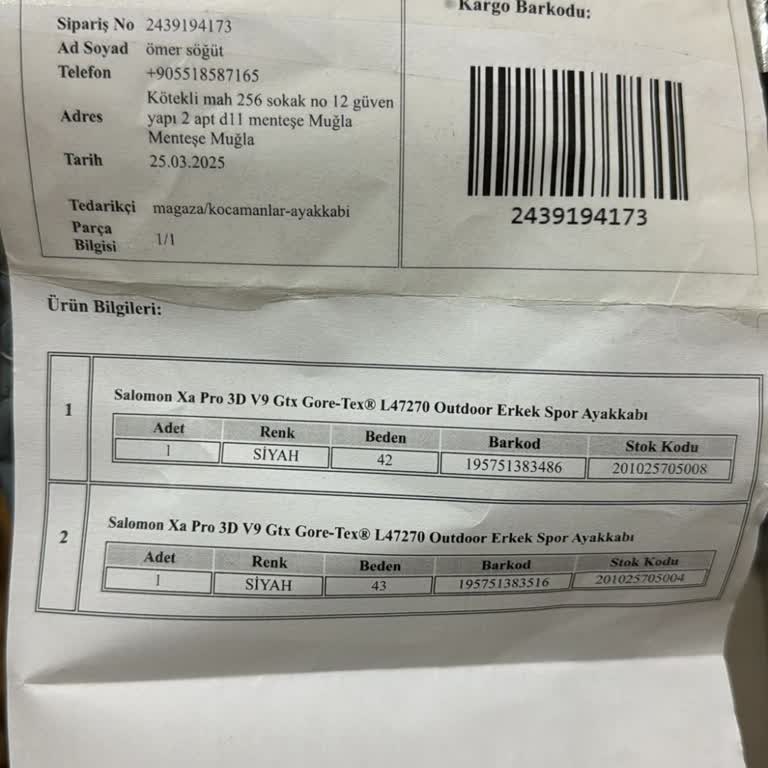 Sipariş No 2439194173
Ad Soyad ömer söğüt
Telefon +905518587165
Adres Kötekli mah 256 sokak no 12 güven
yapı 2 apt d11 menteşe Muğla
Menteşe Muğla
Tarih 25.03.2025
Tedarikçi magaza/kocamanlar-ayakkabi
Parça
Bilgisi 1/1
Kargo Barkodu:
2439194173
Ürün Bilgileri:
1 Salomon Xa Pro 3D V9 Gtx Gore-Tex® L47270 Outdoor Erkek Spor Ayakkabı
Adet Renk Beden Barkod Stok Kodu
1 SİYAH 42 195751383486 201025705008
2 Salomon Xa Pro 3D V9 Gtx Gore-Tex® L47270 Outdoor Erkek Spor Ayakkabı
Adet Renk Beden Barkod Stok Kodu
1 SİYAH 43 195751383516 201025705004